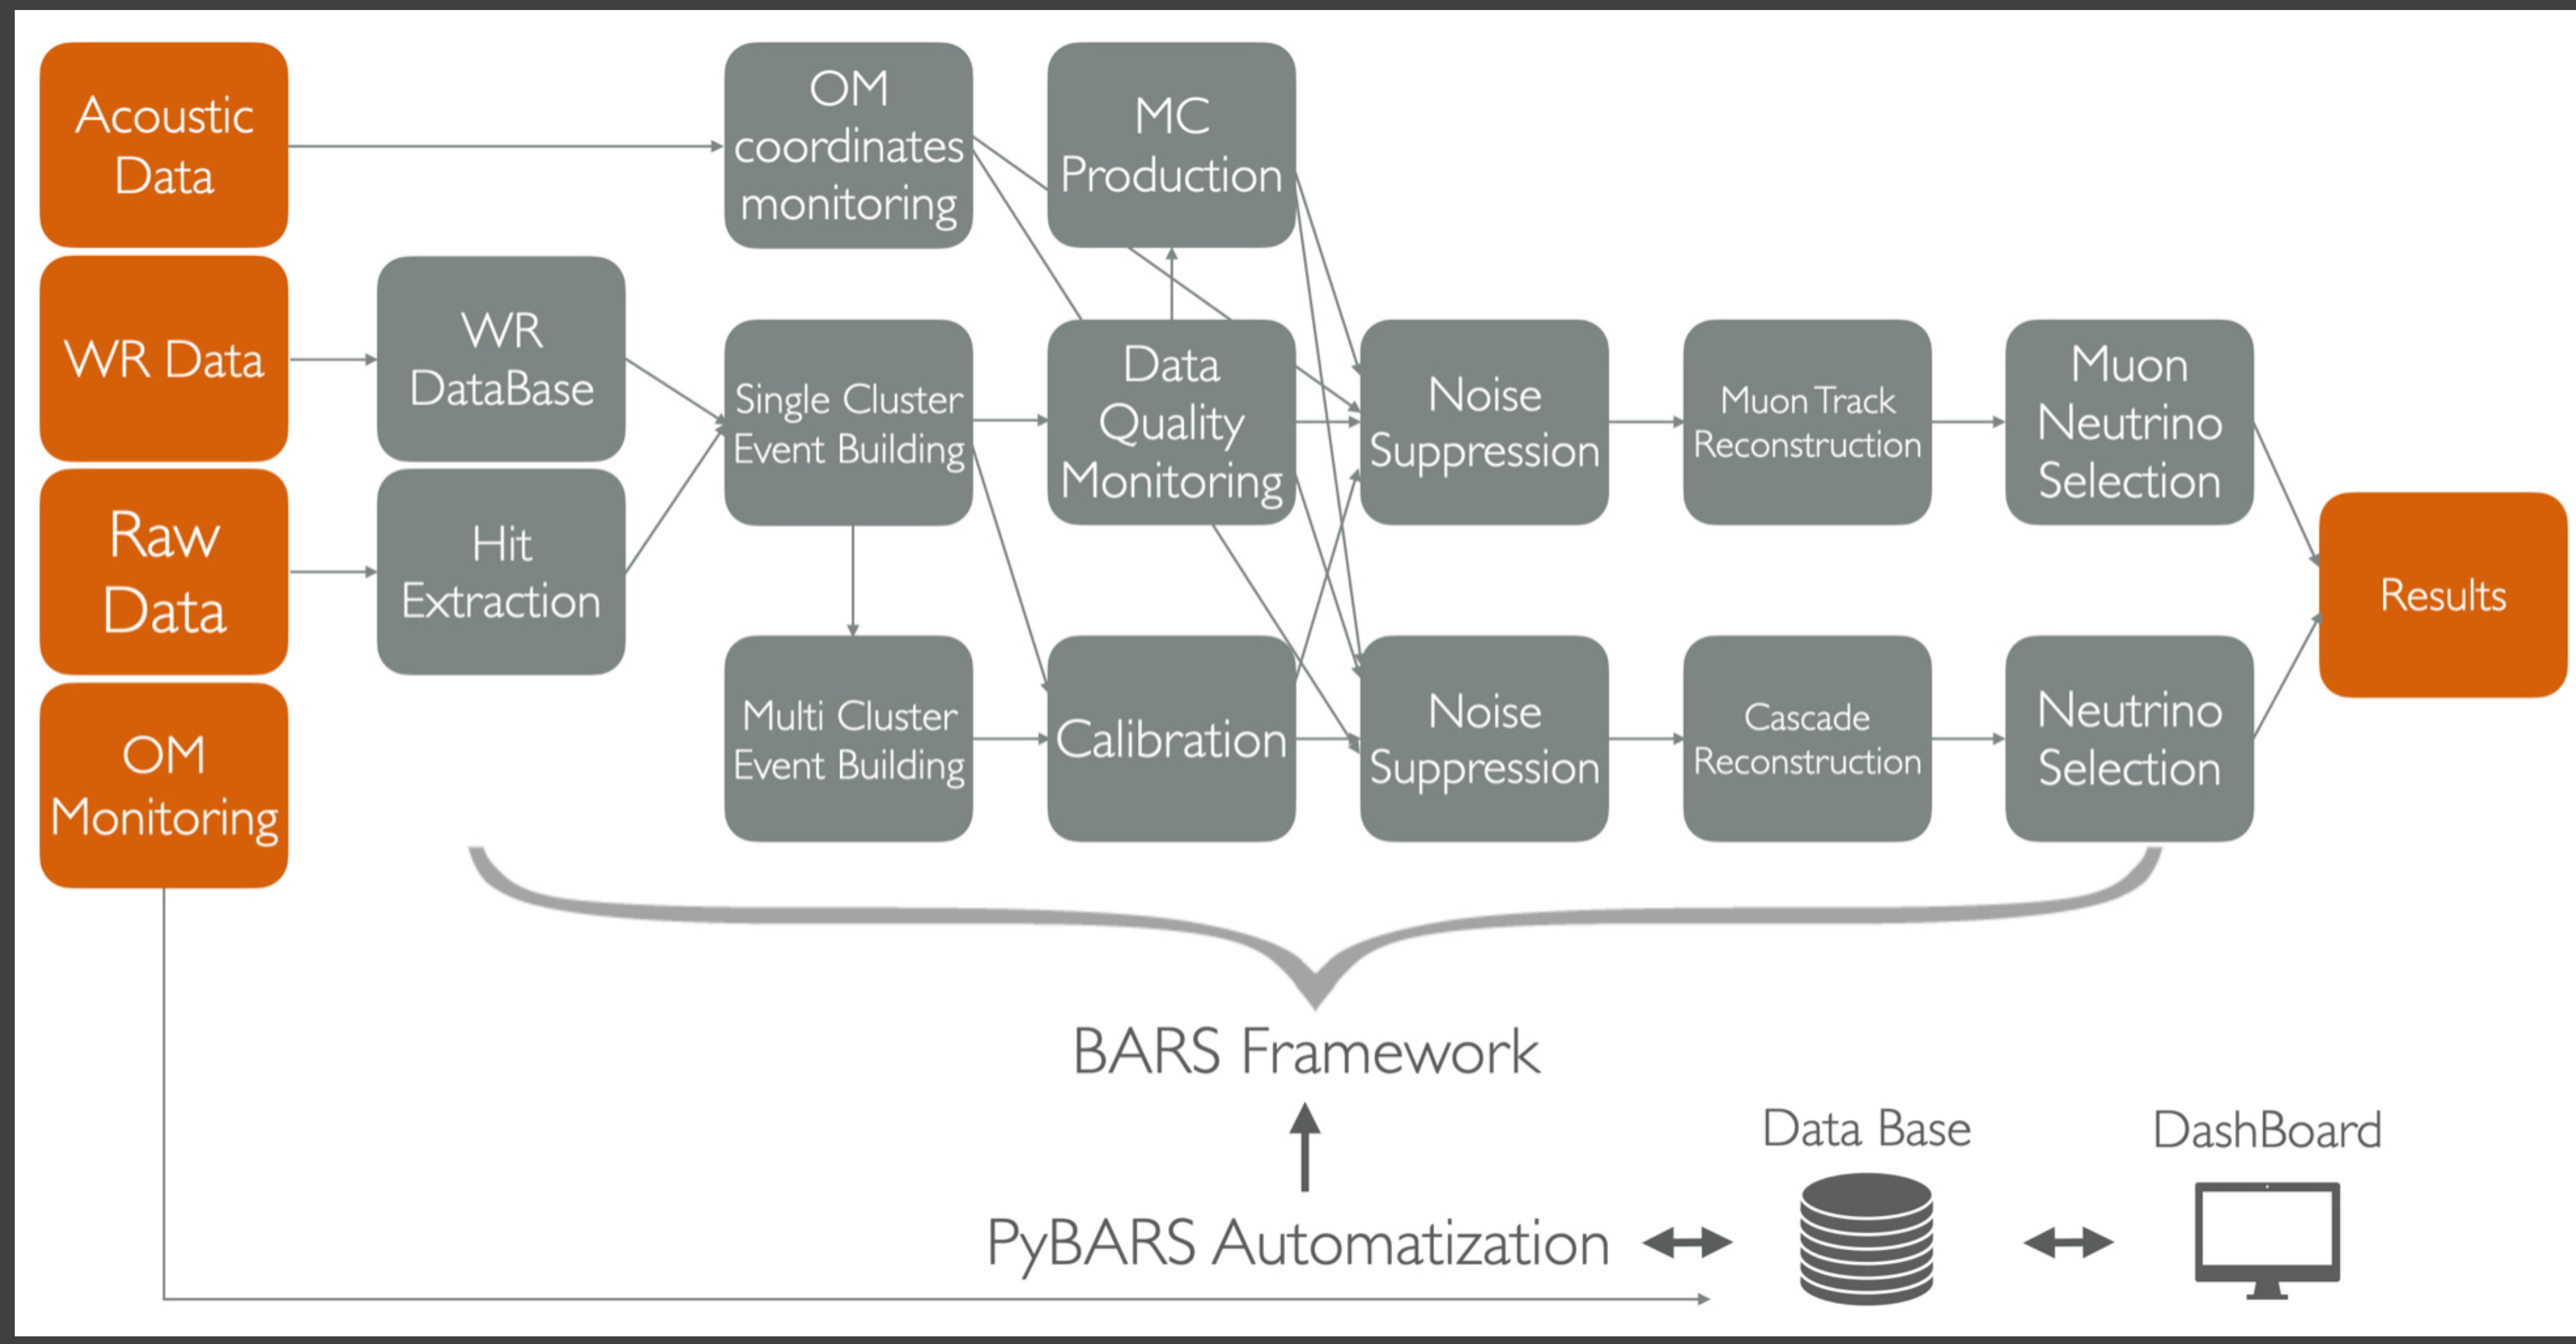 Acoustic
Data
WR Data
Raw
Data
OM
Monitoring
WR
DataBase
Hit
Extraction
OM
coordinates
monitoring
Single Cluster
Event Building
Multi Cluster
Event Building
MC
Production
Data
Quality
Monitoring
Calibration
Noise
Suppression
Noise
Suppression
Muon Track
Reconstruction
Cascade
Reconstruction
Muon
Neutrino
Selection
Neutrino
Selection
Results
BARS Framework
PyBARS Automatization
Data Base
DashBoard